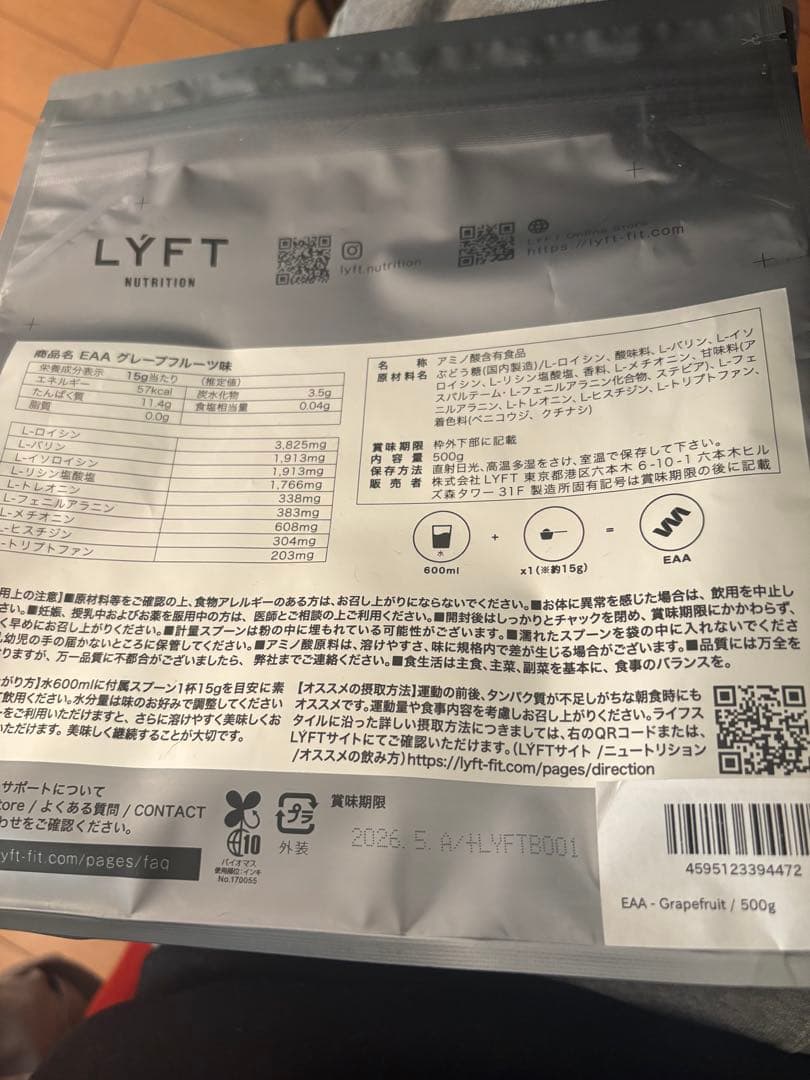 LÝFT
NUTRITION
lyft.nutrition
LYFT Online Store
https://lyft-fit.com
商品名 EAA グレープフルーツ味
栄養成分表示 15g当たり (推定値)
エネルギー 57kcal 炭水化物 3.5g
たんぱく質 11.4g 食塩相当量 0.04g
脂質 0.0g
L-ロイシン 3,825mg
L-バリン 1,913mg
L-イソロイシン 1,913mg
L-リシン塩酸塩 1,766mg
L-トレオニン 338mg
L-フェニルアラニン 383mg
L-メチオニン 608mg
L-ヒスチジン 304mg
-トリプトファン 203mg
名称 アミノ酸含有食品
原材料名 ぶどう糖(国内製造)/L-ロイシン、酸味料、L-バリン、L-イソ
ロイシン、L-リシン塩酸塩、香料、L-メチオニン、甘味料(ア
スパルテーム・L-フェニルアラニン化合物、ステビア)、L-フェ
ニルアラニン、L-トレオニン、L-ヒスチジン、L-トリプトファン、
着色料(ベニコウジ、クチナシ)
賞味期限 枠外下部に記載
内容量 500g
保存方法 直射日光、高温多湿をさけ、室温で保存して下さい。
販売者 株式会社LYFT 東京都港区六本木6-10-1 六本木ヒル
ズ森タワー31F 製造所固有記号は賞味期限の後に記載
水
+
=
600ml
x1(※約15g)
EAA
用上の注意】■原材料等をご確認の上、食物アレルギーのある方は、お召し上がりにならないでください。■お体に異常を感じた場合は、飲用を中止し
さい。■妊娠、授乳中およびお薬を服用中の方は、医師とご相談の上ご利用ください。■開封後はしっかりとチャックを閉め、賞味期限にかかわらず、
く早めにお召し上がりください。■計量スプーンは粉の中に埋もれている可能性がございます。■濡れたスプーンを袋の中に入れないでくださ
乳幼児の手の届かないところに保管してください。■アミノ酸原料は、溶けやすさ、味に規格内で差が生じる場合がございます。■品質には万全を
りますが、万一品質に不都合がございましたら、弊社までご連絡ください。■食生活は主食、主菜、副菜を基本に、食事のバランスを。
がり方】水600mlに付属スプーン1杯15gを目安に素
飲用ください。水分量は味のお好みで調整してください
をご利用いただけますと、さらに溶けやすく美味しくお
いただけます。美味しく継続することが大切です。
【オススメの摂取方法】運動の前後、タンパク質が不足しがちな朝食時にも
オススメです。運動量や食事内容を考慮しお召し上がりください。ライフス
タイルに沿った詳しい摂取方法につきましては、右のQRコードまたは、
LÝFTサイトにてご確認いただけます。(LÝFTサイト/ニュートリション
/オススメの飲み方)https://lyft-fit.com/pages/direction
サポートについて
ore / よくある質問 / CONTACT
わせをご確認ください。
yft-fit.com/pages/faq
10
バイオマス
使用部位:インキ
No.170055
プラ
外装
賞味期限
2026. 5. A/+LYFTB001
4595123394472
EAA - Grapefruit / 500g